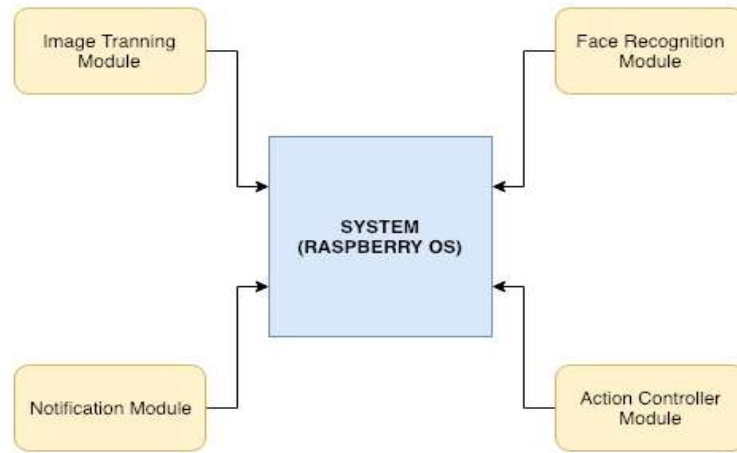 Image Tranning
Module
Face Recognition
Module
SYSTEM
(RASPBERRY OS)
Notification Module
Action Controller
Module